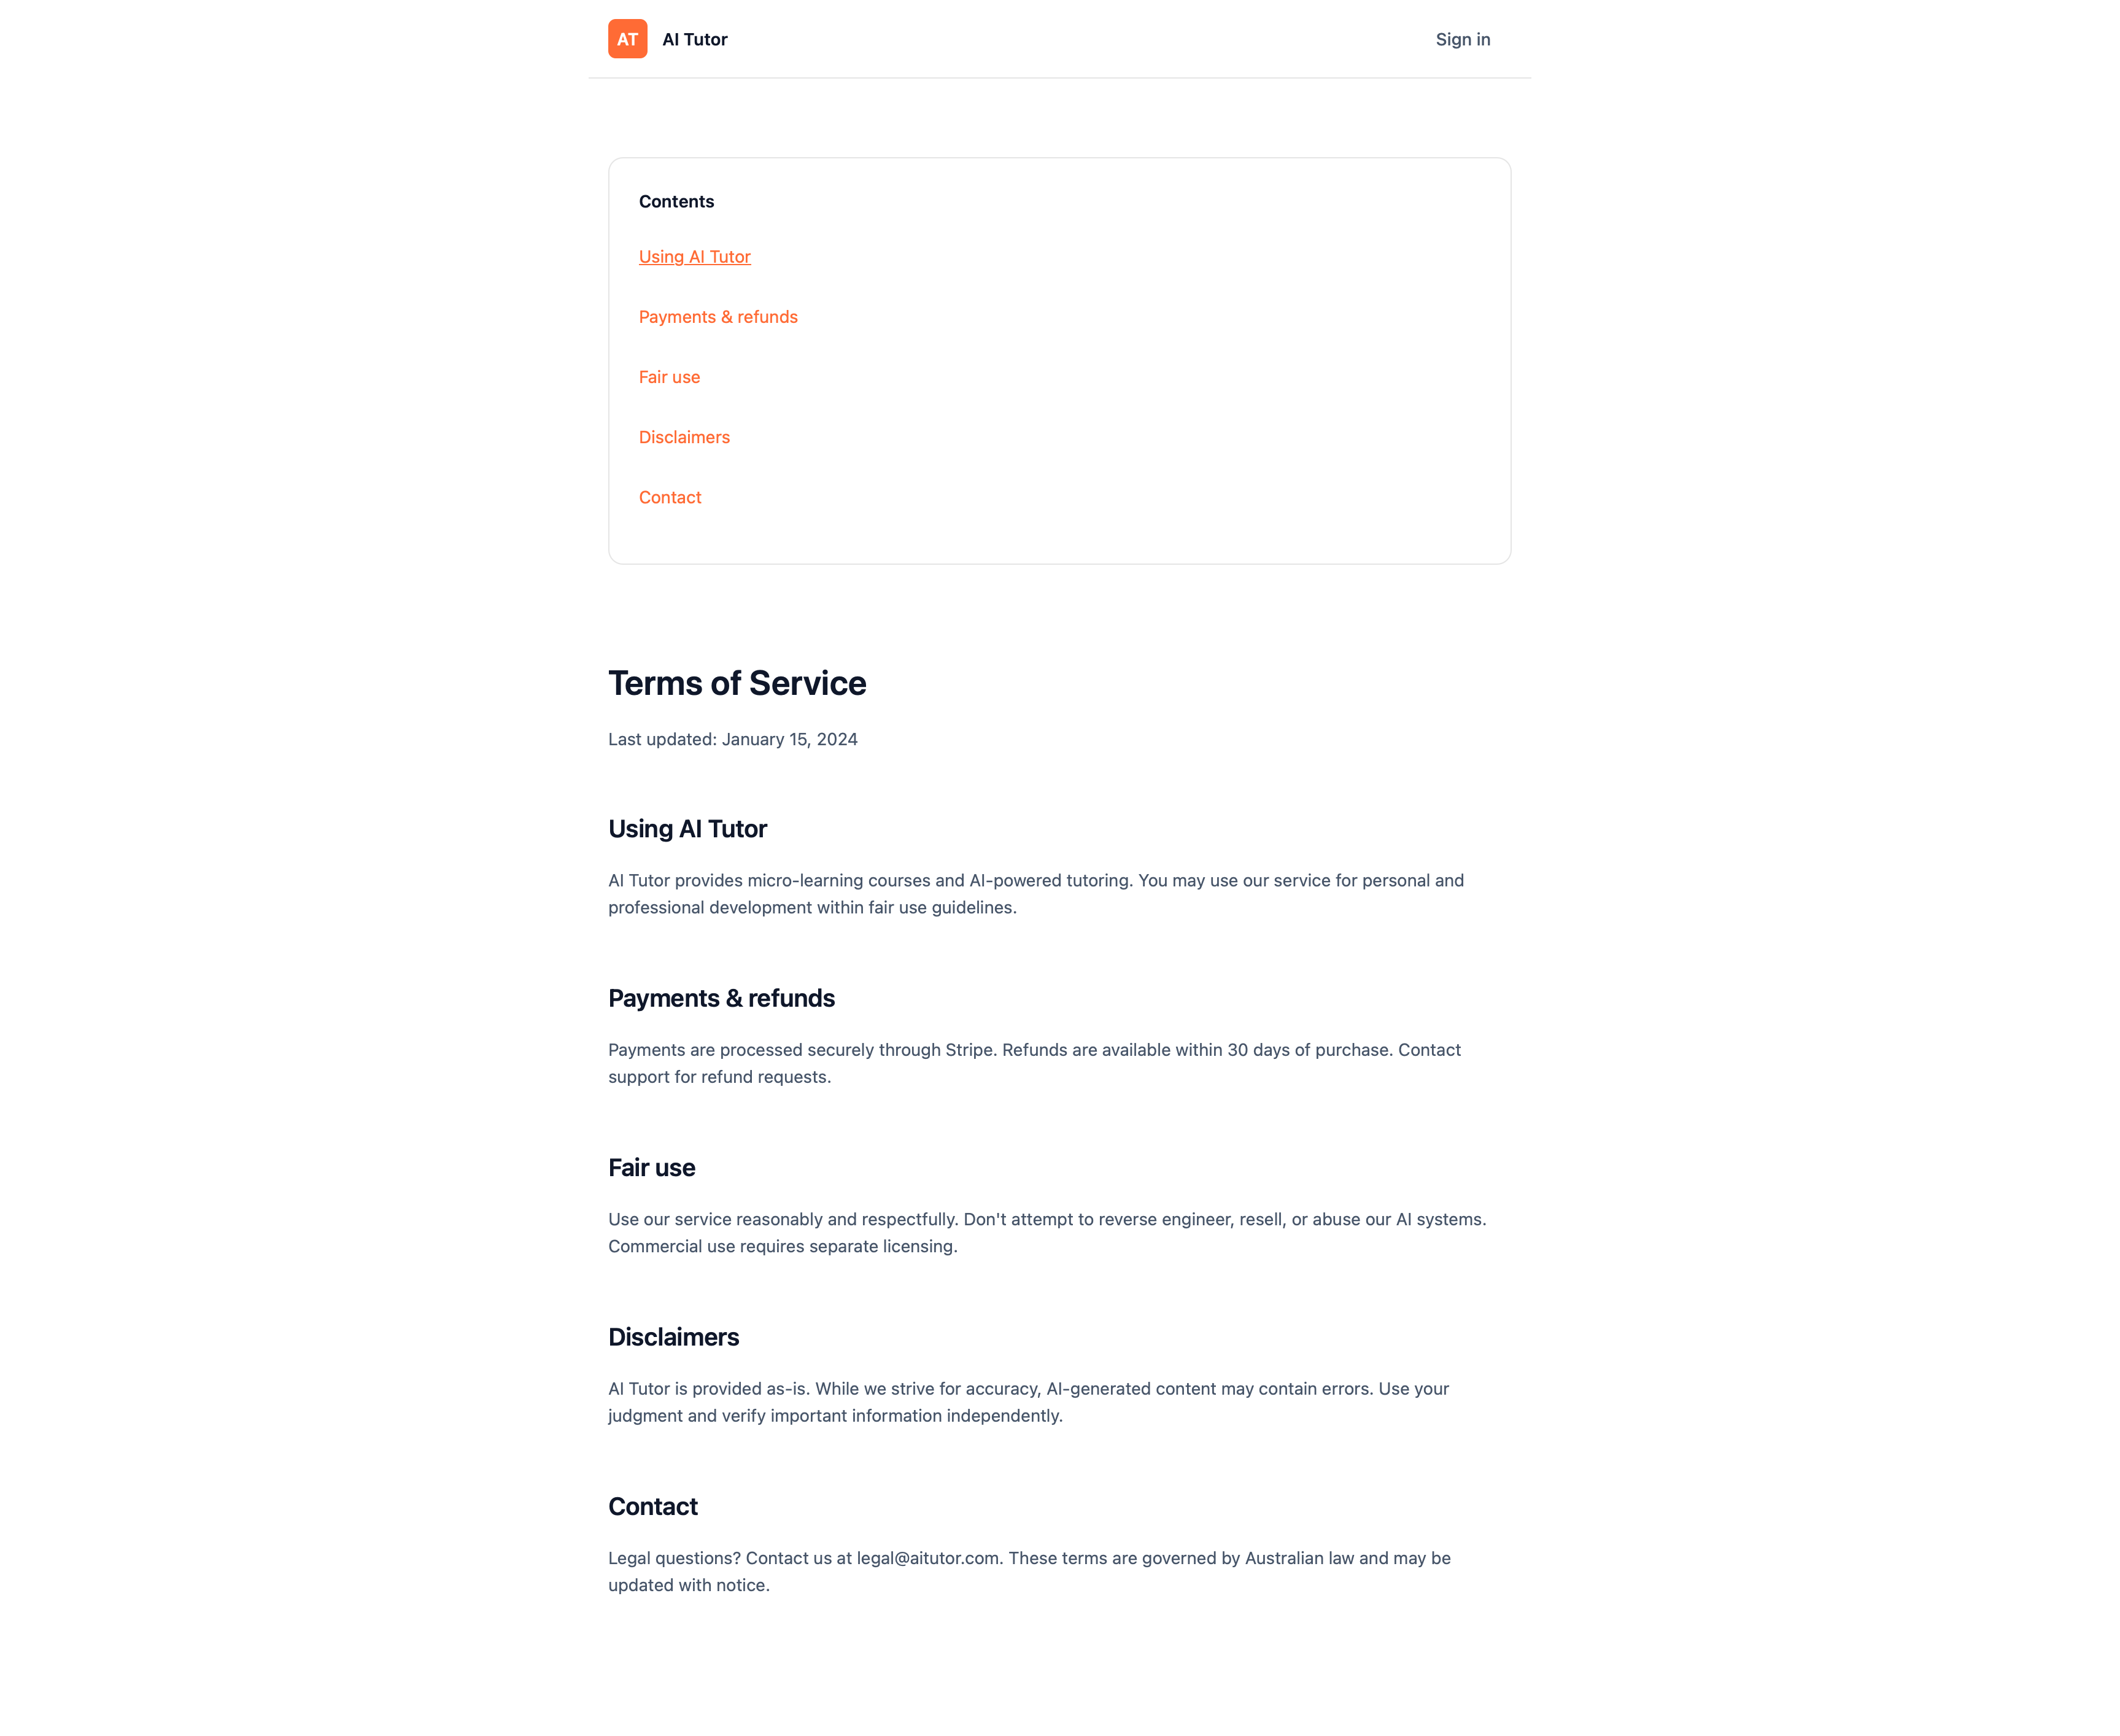 AT AI Tutor Sign in
Contents
Using AI Tutor
Payments & refunds
Fair use
Disclaimers
Contact
Terms of Service
Last updated: January 15, 2024
Using AI Tutor
AI Tutor provides micro-learning courses and AI-powered tutoring. You may use our service for personal and
professional development within fair use guidelines.
Payments & refunds
Payments are processed securely through Stripe. Refunds are available within 30 days of purchase. Contact
support for refund requests.
Fair use
Use our service reasonably and respectfully. Don't attempt to reverse engineer, resell, or abuse our AI systems.
Commercial use requires separate licensing.
Disclaimers
AI Tutor is provided as-is. While we strive for accuracy, AI-generated content may contain errors. Use your
judgment and verify important information independently.
Contact
Legal questions? Contact us at legal@aitutor.com. These terms are governed by Australian law and may be
updated with notice.